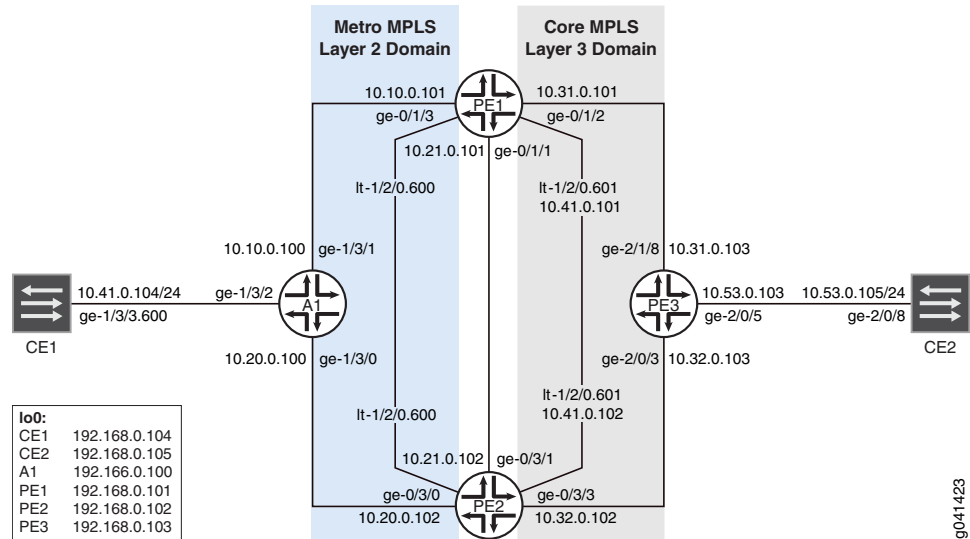 Metro MPLS
Layer 2 Domain
Core MPLS
Layer 3 Domain
10.10.0.101
PE1
10.31.0.101
ge-0/1/3
ge-0/1/2
10.21.0.101
ge-0/1/1
lt-1/2/0.600
lt-1/2/0.601
10.41.0.101
10.10.0.100
ge-1/3/1
ge-2/1/8
10.31.0.103
10.41.0.104/24
ge-1/3/2
A1
PE3
10.53.0.103
10.53.0.105/24
ge-1/3/3.600
ge-2/0/5
ge-2/0/8
CE1
CE2
10.20.0.100
ge-1/3/0
ge-2/0/3
10.32.0.103
lt-1/2/0.600
lt-1/2/0.601
10.41.0.102
10.21.0.102
ge-0/3/1
ge-0/3/0
PE2
ge-0/3/3
10.20.0.102
10.32.0.102
lo0:
CE1 192.168.0.104
CE2 192.168.0.105
A1 192.166.0.100
PE1 192.168.0.101
PE2 192.168.0.102
PE3 192.168.0.103
g041423